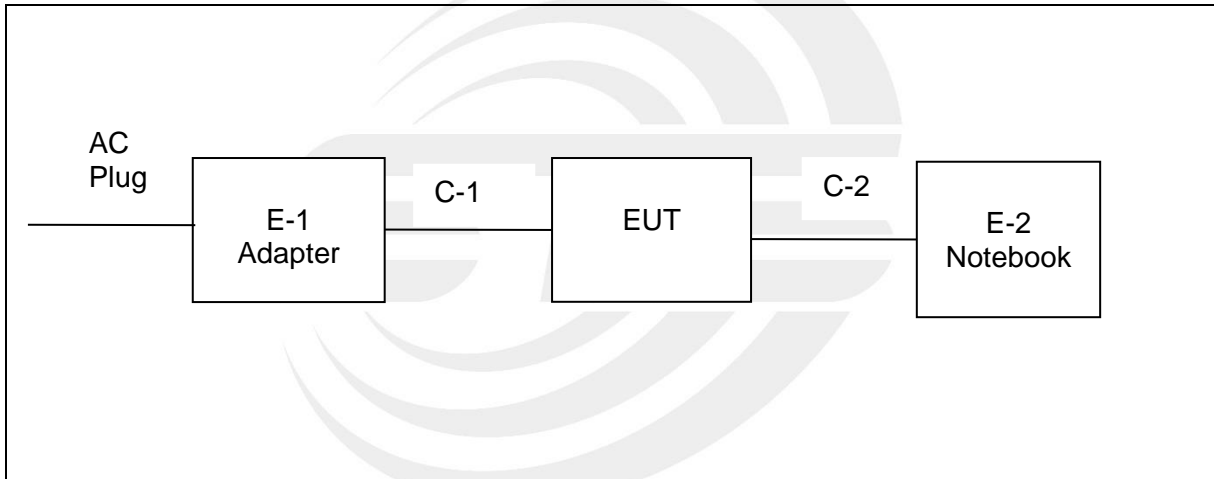 AC
Plug
E-1
Adapter
C-1
EUT
C-2
E-2
Notebook